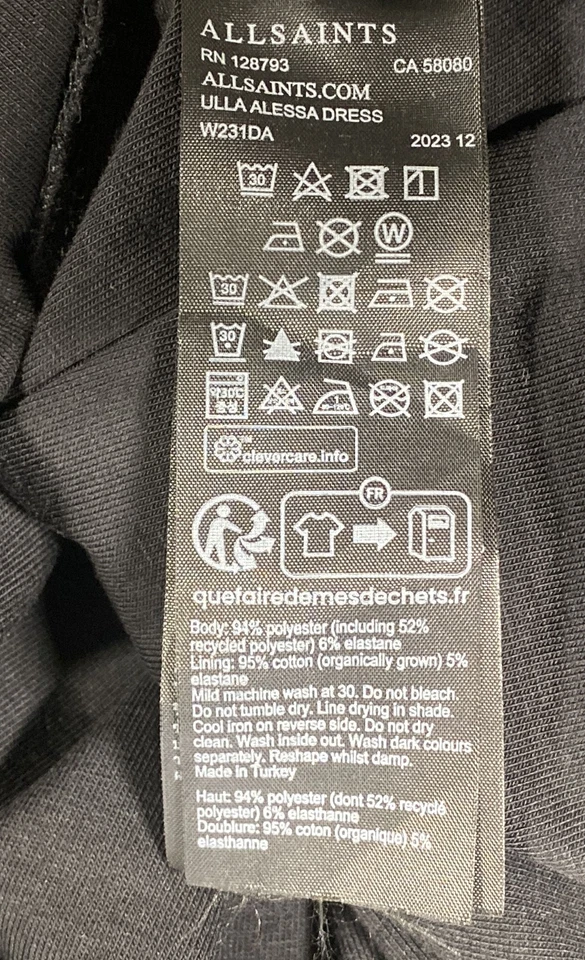 ALLSAINTS
RN 128793 CA 58080
ALLSAINTS.COM
ULLA ALESSA DRESS
W231DA 2023 12
30 1
W
30
30
clevercare.info
FR
quefairedemesdechets.fr
Body: 94% polyester (including 52%
recycled polyester) 6% elastane
Lining: 95% cotton (organically grown) 5%
elastane
Mild machine wash at 30. Do not bleach.
Do not tumble dry. Line drying in shade.
Cool iron on reverse side. Do not dry
clean. Wash inside out. Wash dark colours
separately. Reshape whilst damp.
Made in Turkey
Haut: 94% polyester (dont 52% recyclé
polyester) 6% elasthanne
Doublure: 95% coton (organique) 5%
elasthanne